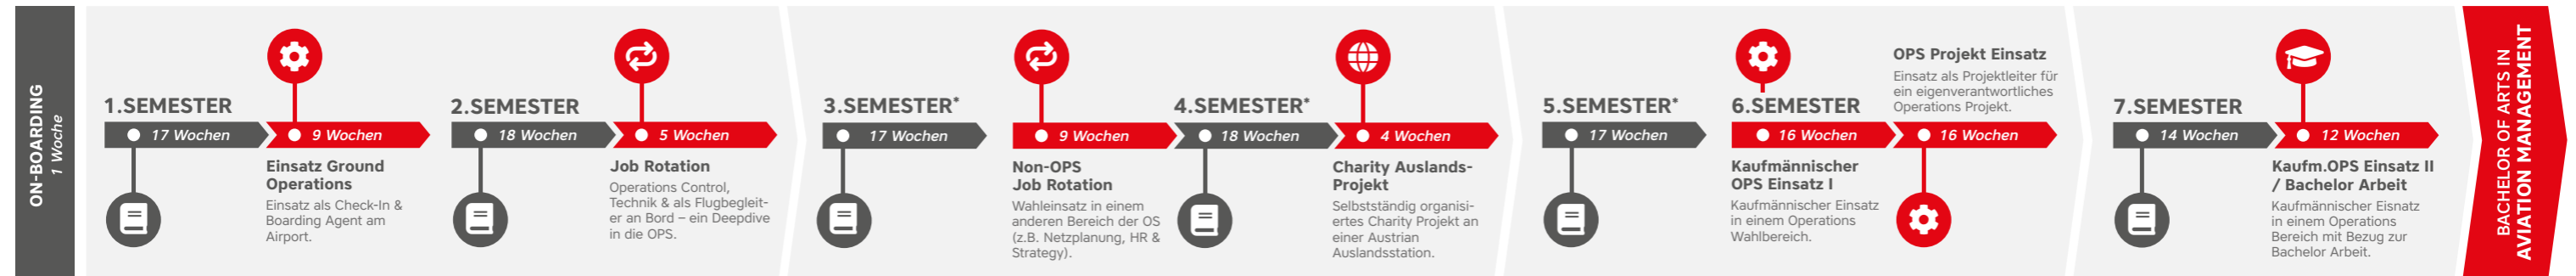 ON-BOARDING
1 Woche
1.SEMESTER
17 Wochen
9 Wochen
Einsatz Ground
Operations
Einsatz als Check-In &
Boarding Agent am
Airport.
2.SEMESTER
18 Wochen
5 Wochen
Job Rotation
Operations Control,
Technik & als Flugbegleit-
er an Bord – ein Deepdive
in die OPS.
3.SEMESTER*
17 Wochen
9 Wochen
Non-OPS
Job Rotation
Wahleinsatz in einem
anderen Bereich der OS
(z.B. Netzplanung, HR &
Strategy).
4.SEMESTER*
18 Wochen
4 Wochen
Charity Auslands-
Projekt
Selbstständig organisi-
ertes Charity Projekt an
einer Austrian
Auslandsstation.
5.SEMESTER*
17 Wochen
6.SEMESTER
16 Wochen
Kaufmännischer
OPS Einsatz I
Kaufmännischer Einsatz
in einem Operations
Wahlbereich.
OPS Projekt Einsatz
Einsatz als Projektleiter für
ein eigenverantwortliches
Operations Projekt.
16 Wochen
7.SEMESTER
14 Wochen
12 Wochen
Kaufm.OPS Einsatz II
/ Bachelor Arbeit
Kaufmännischer Eisnatz
in einem Operations
Bereich mit Bezug zur
Bachelor Arbeit.
BACHELOR OF ARTS IN
AVIATION MANAGEMENT